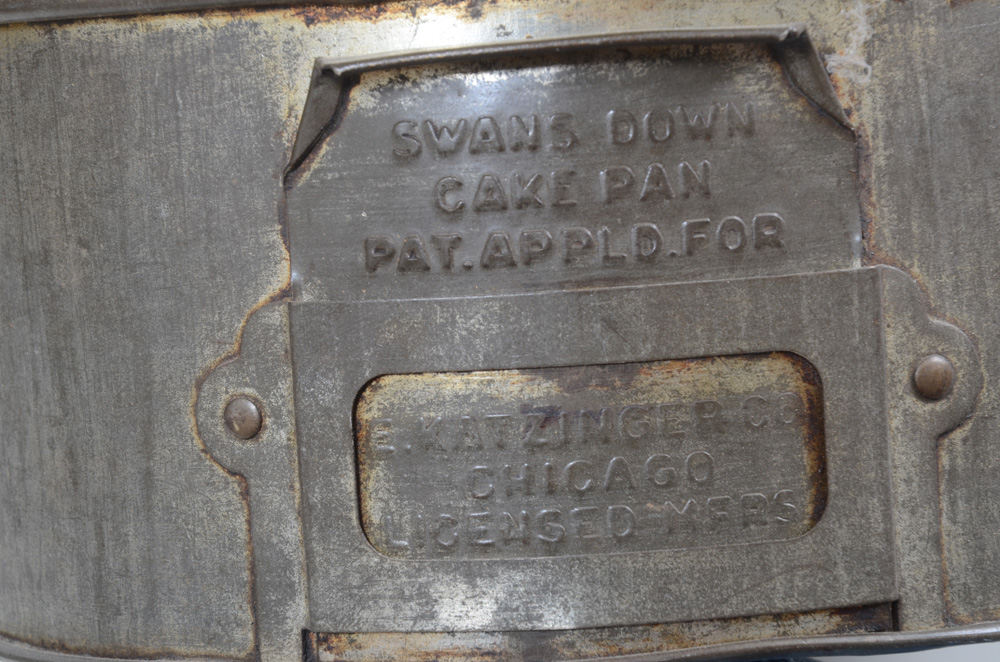 SWANS DOWN
CAKE PAN
PAT.APPLD.FOR
E.KATZINGER CO
CHICAGO
LICENSED MFRS